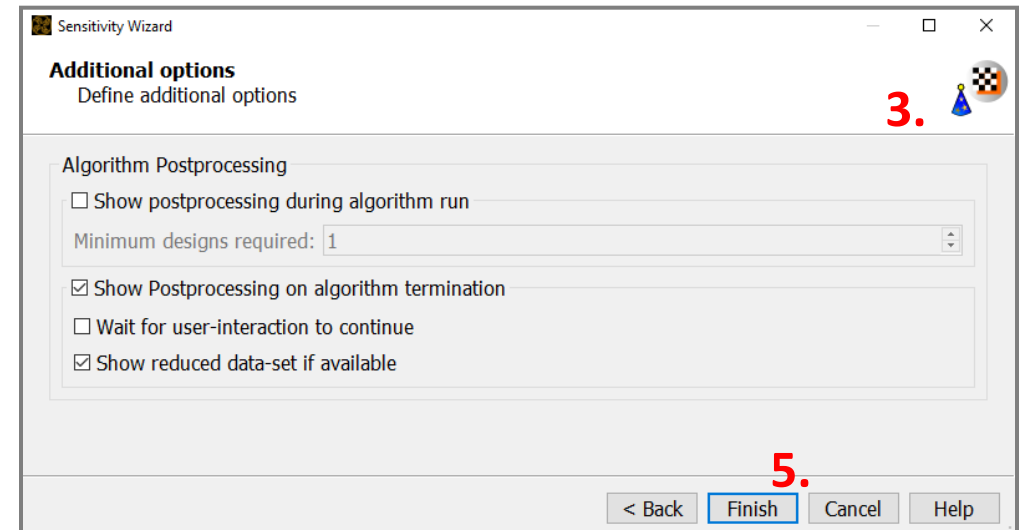 Sensitivity Wizard
Additional options
Define additional options
3.
Algorithm Postprocessing
Show postprocessing during algorithm run
Minimum designs required: 1
Show Postprocessing on algorithm termination
Wait for user-interaction to continue
Show reduced data-set if available
5.
< Back Finish Cancel Help